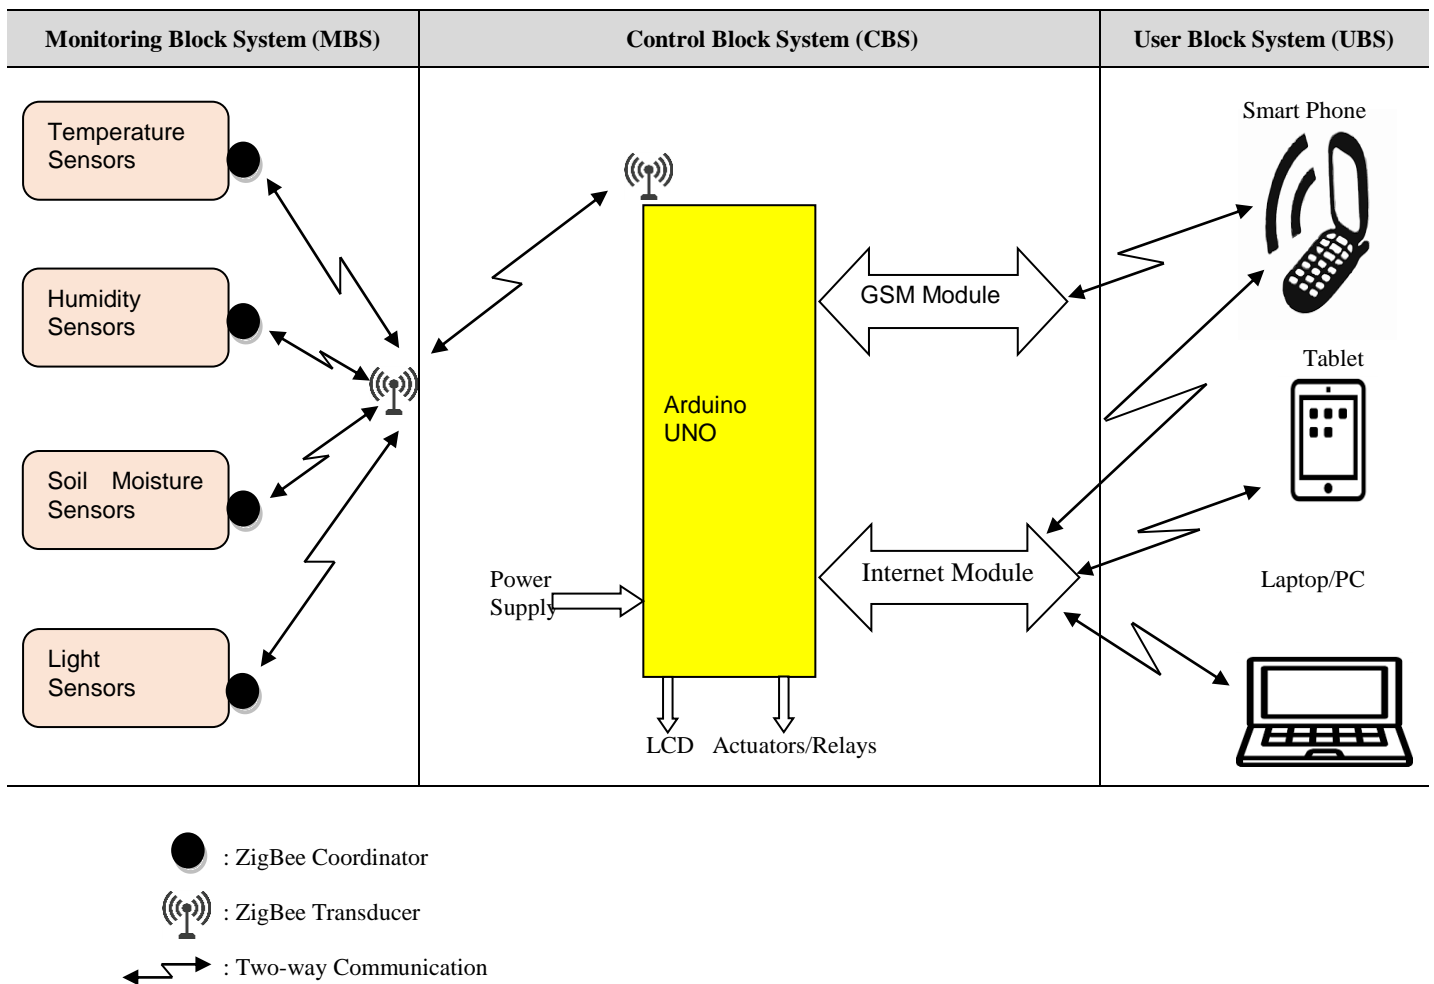 Monitoring Block System (MBS)
Control Block System (CBS)
User Block System (UBS)
Temperature
Sensors
Humidity
Sensors
Soil Moisture
Sensors
Light
Sensors
Arduino
UNO
Power
Supply
LCD
Actuators/Relays
GSM Module
Internet Module
Smart Phone
Tablet
Laptop/PC
: ZigBee Coordinator
: ZigBee Transducer
: Two-way Communication